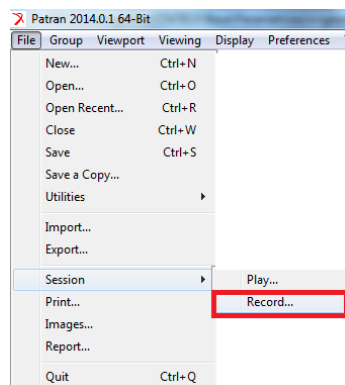 Patran 2014.0.1 64-Bit
File Group Viewport Viewing Display Preferences
New... Ctrl+N
Open... Ctrl+O
Open Recent... Ctrl+R
Close Ctrl+W
Save Ctrl+S
Save a Copy...
Utilities
Import...
Export...
Session Play...
Print... Record...
Images...
Report...
Quit Ctrl+Q